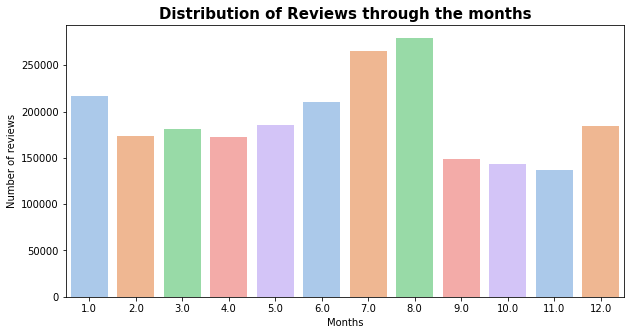 Distribution of Reviews through the months
Number of reviews
250000
200000
150000
100000
50000
0
1.0 2.0 3.0 4.0 5.0 6.0 7.0 8.0 9.0 10.0 11.0 12.0
Months